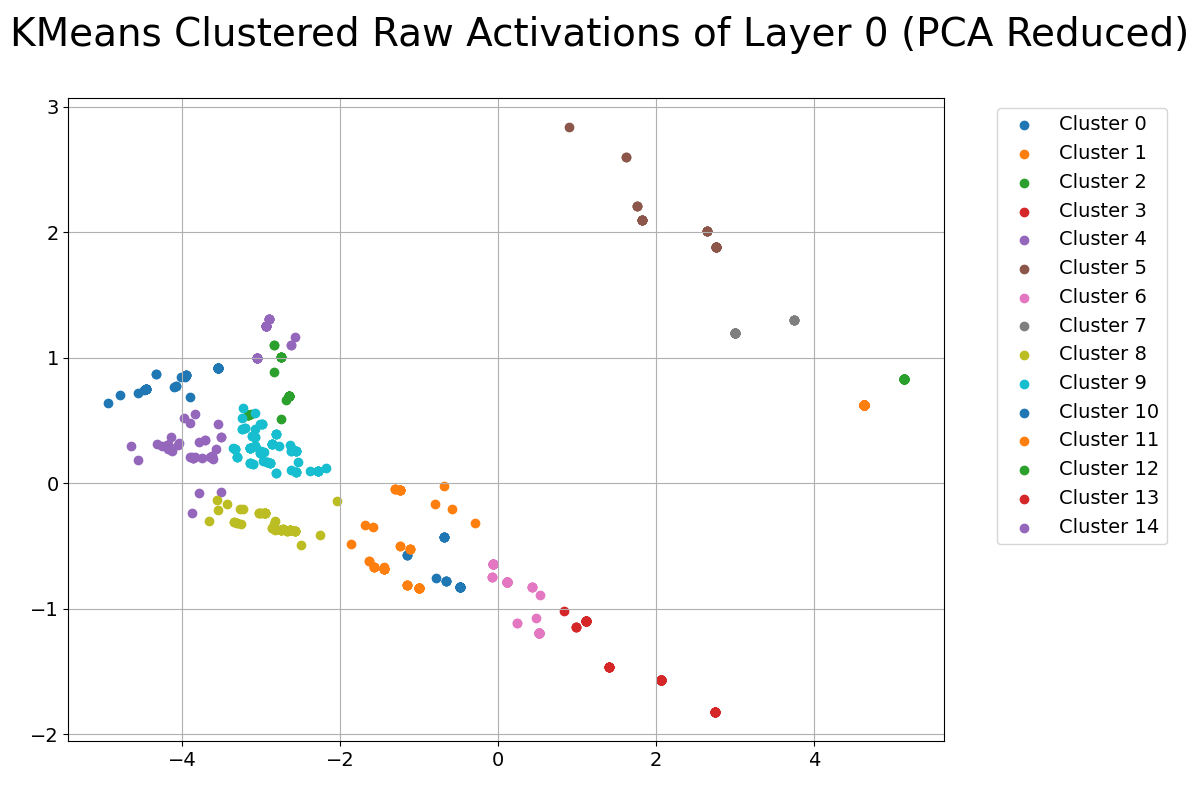 KMeans Clustered Raw Activations of Layer 0 (PCA Reduced)
3
2
1
0
−1
−2
−4
−2
0
2
4
Cluster 0
Cluster 1
Cluster 2
Cluster 3
Cluster 4
Cluster 5
Cluster 6
Cluster 7
Cluster 8
Cluster 9
Cluster 10
Cluster 11
Cluster 12
Cluster 13
Cluster 14